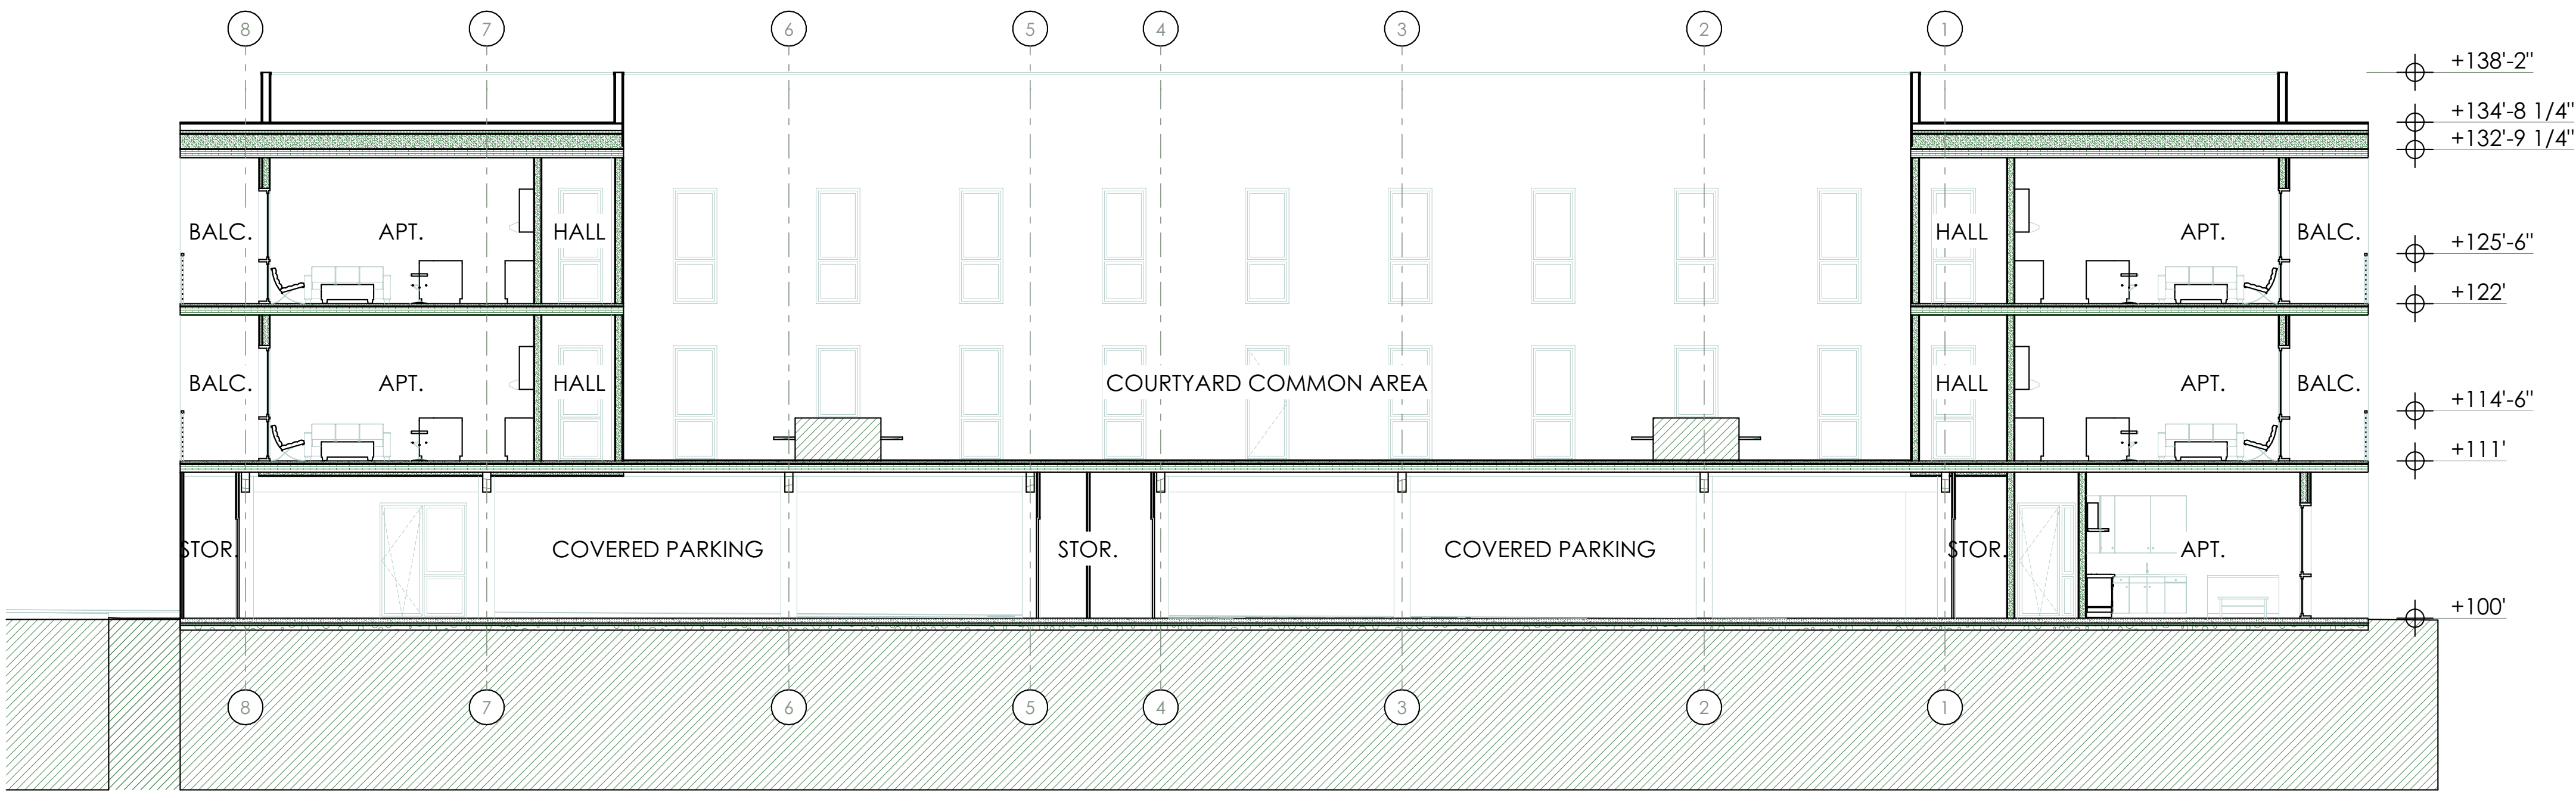 8 7 6 5 4 3 2 1
+138'-2"
+134'-8 1/4"
+132'-9 1/4"
BALC. APT. HALL HALL APT. BALC.
+125'-6"
+122'
BALC. APT. HALL COURTYARD COMMON AREA HALL APT. BALC.
+114'-6"
+111'
STOR. COVERED PARKING STOR. COVERED PARKING STOR. APT.
+100'
8 7 6 5 4 3 2 1